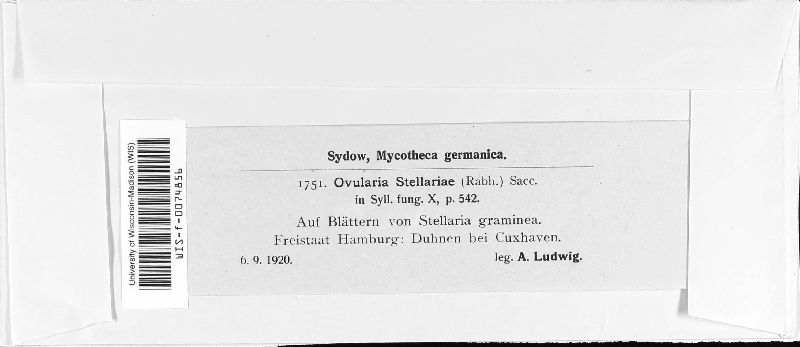 Sydow, Mycotheca germanica.
1751. Ovularia Stellariae (Rabh.) Sacc.
in Syll. fung. X, p. 542.
Auf Blättern von Stellaria graminea.
Freistaat Hamburg: Duhnen bei Cuxhaven.
6. 9. 1920. leg. A. Ludwig.
University of Wisconsin-Madison (WIS)
WIS-f-0074856